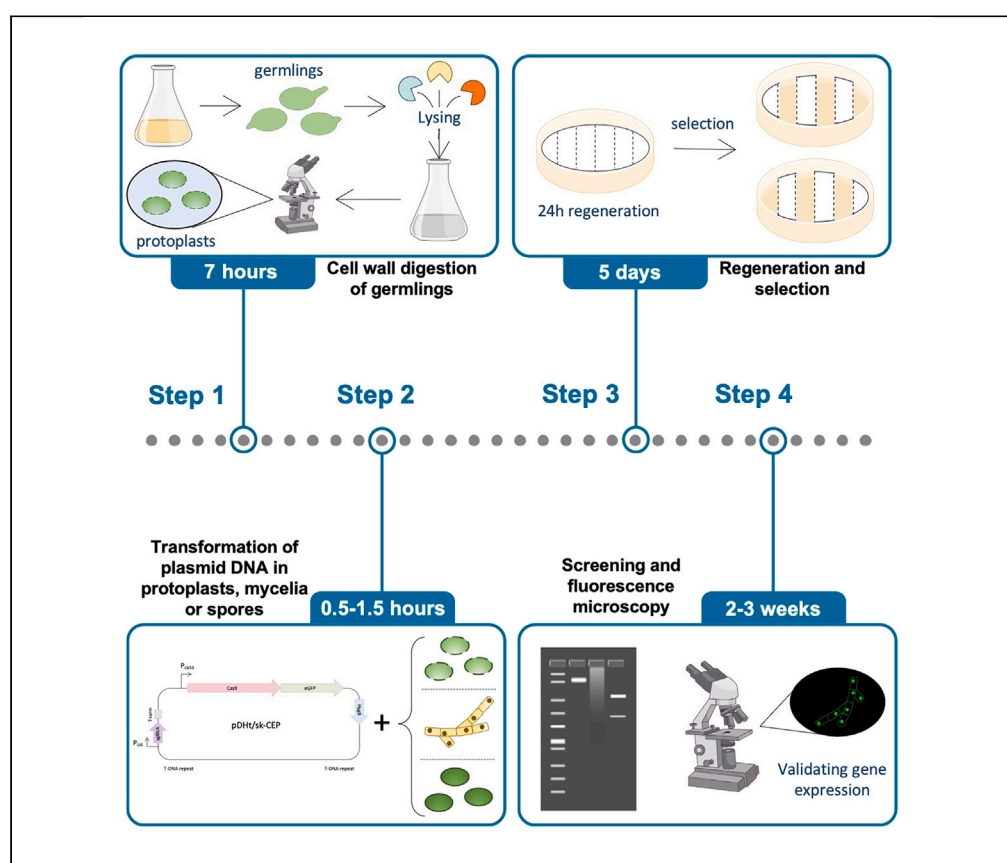 germlings
Lysing
protoplasts
7 hours
Cell wall digestion
of germlings
selection
24h regeneration
5 days
Regeneration and
selection
Step 1
Step 2
Step 3
Step 4
Transformation of
plasmid DNA in
protoplasts, mycelia
or spores
0.5-1.5 hours
Cas9
eGFP
HygR
T-term
pDHt/sk-CEP
+
T-DNA repeat
T-DNA repeat
Screening and
fluorescence
microscopy
2-3 weeks
Validating gene
expression